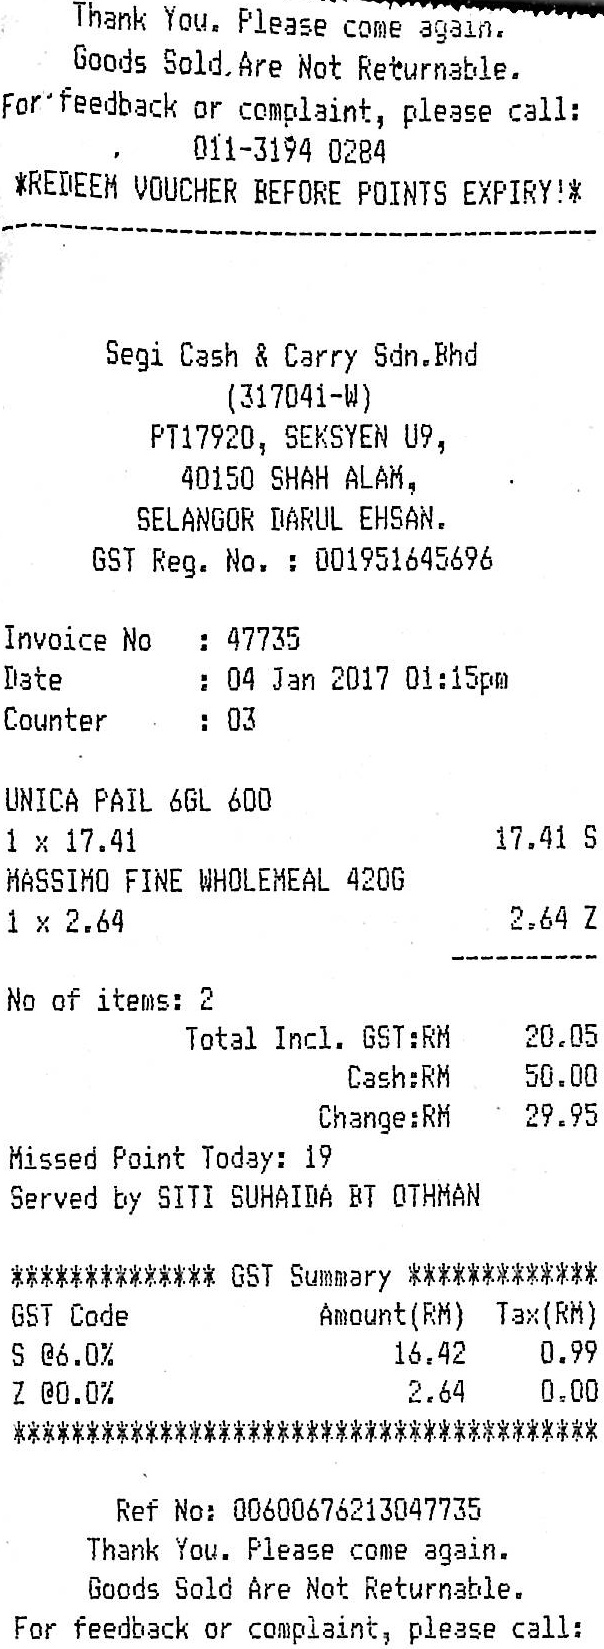 Thank You. Please come again.
Goods Sold Are Not Returnable.
For feedback or complaint, please call:
011-3194 0284
*REDEEM VOUCHER BEFORE POINTS EXPIRY!*
----------------------------------------
Segi Cash & Carry Sdn.Bhd
(317041-W)
PT17920, SEKSYEN U9,
40150 SHAH ALAM,
SELANGOR DARUL EHSAN.
GST Reg. No. : 001951645696
Invoice No : 47735
Date : 04 Jan 2017 01:15pm
Counter : 03
UNICA PAIL 6GL 600
1 x 17.41 17.41 S
MASSIMO FINE WHOLEMEAL 420G
1 x 2.64 2.64 Z
----------
No of items: 2
Total Incl. GST:RM 20.05
Cash:RM 50.00
Change:RM 29.95
Missed Point Today: 19
Served by SITI SUHAIDA BT OTHMAN
************** GST Summary *************
GST Code Amount(RM) Tax(RM)
S @6.0% 16.42 0.99
Z @0.0% 2.64 0.00
****************************************
Ref No: 00600676213047735
Thank You. Please come again.
Goods Sold Are Not Returnable.
For feedback or complaint, please call: